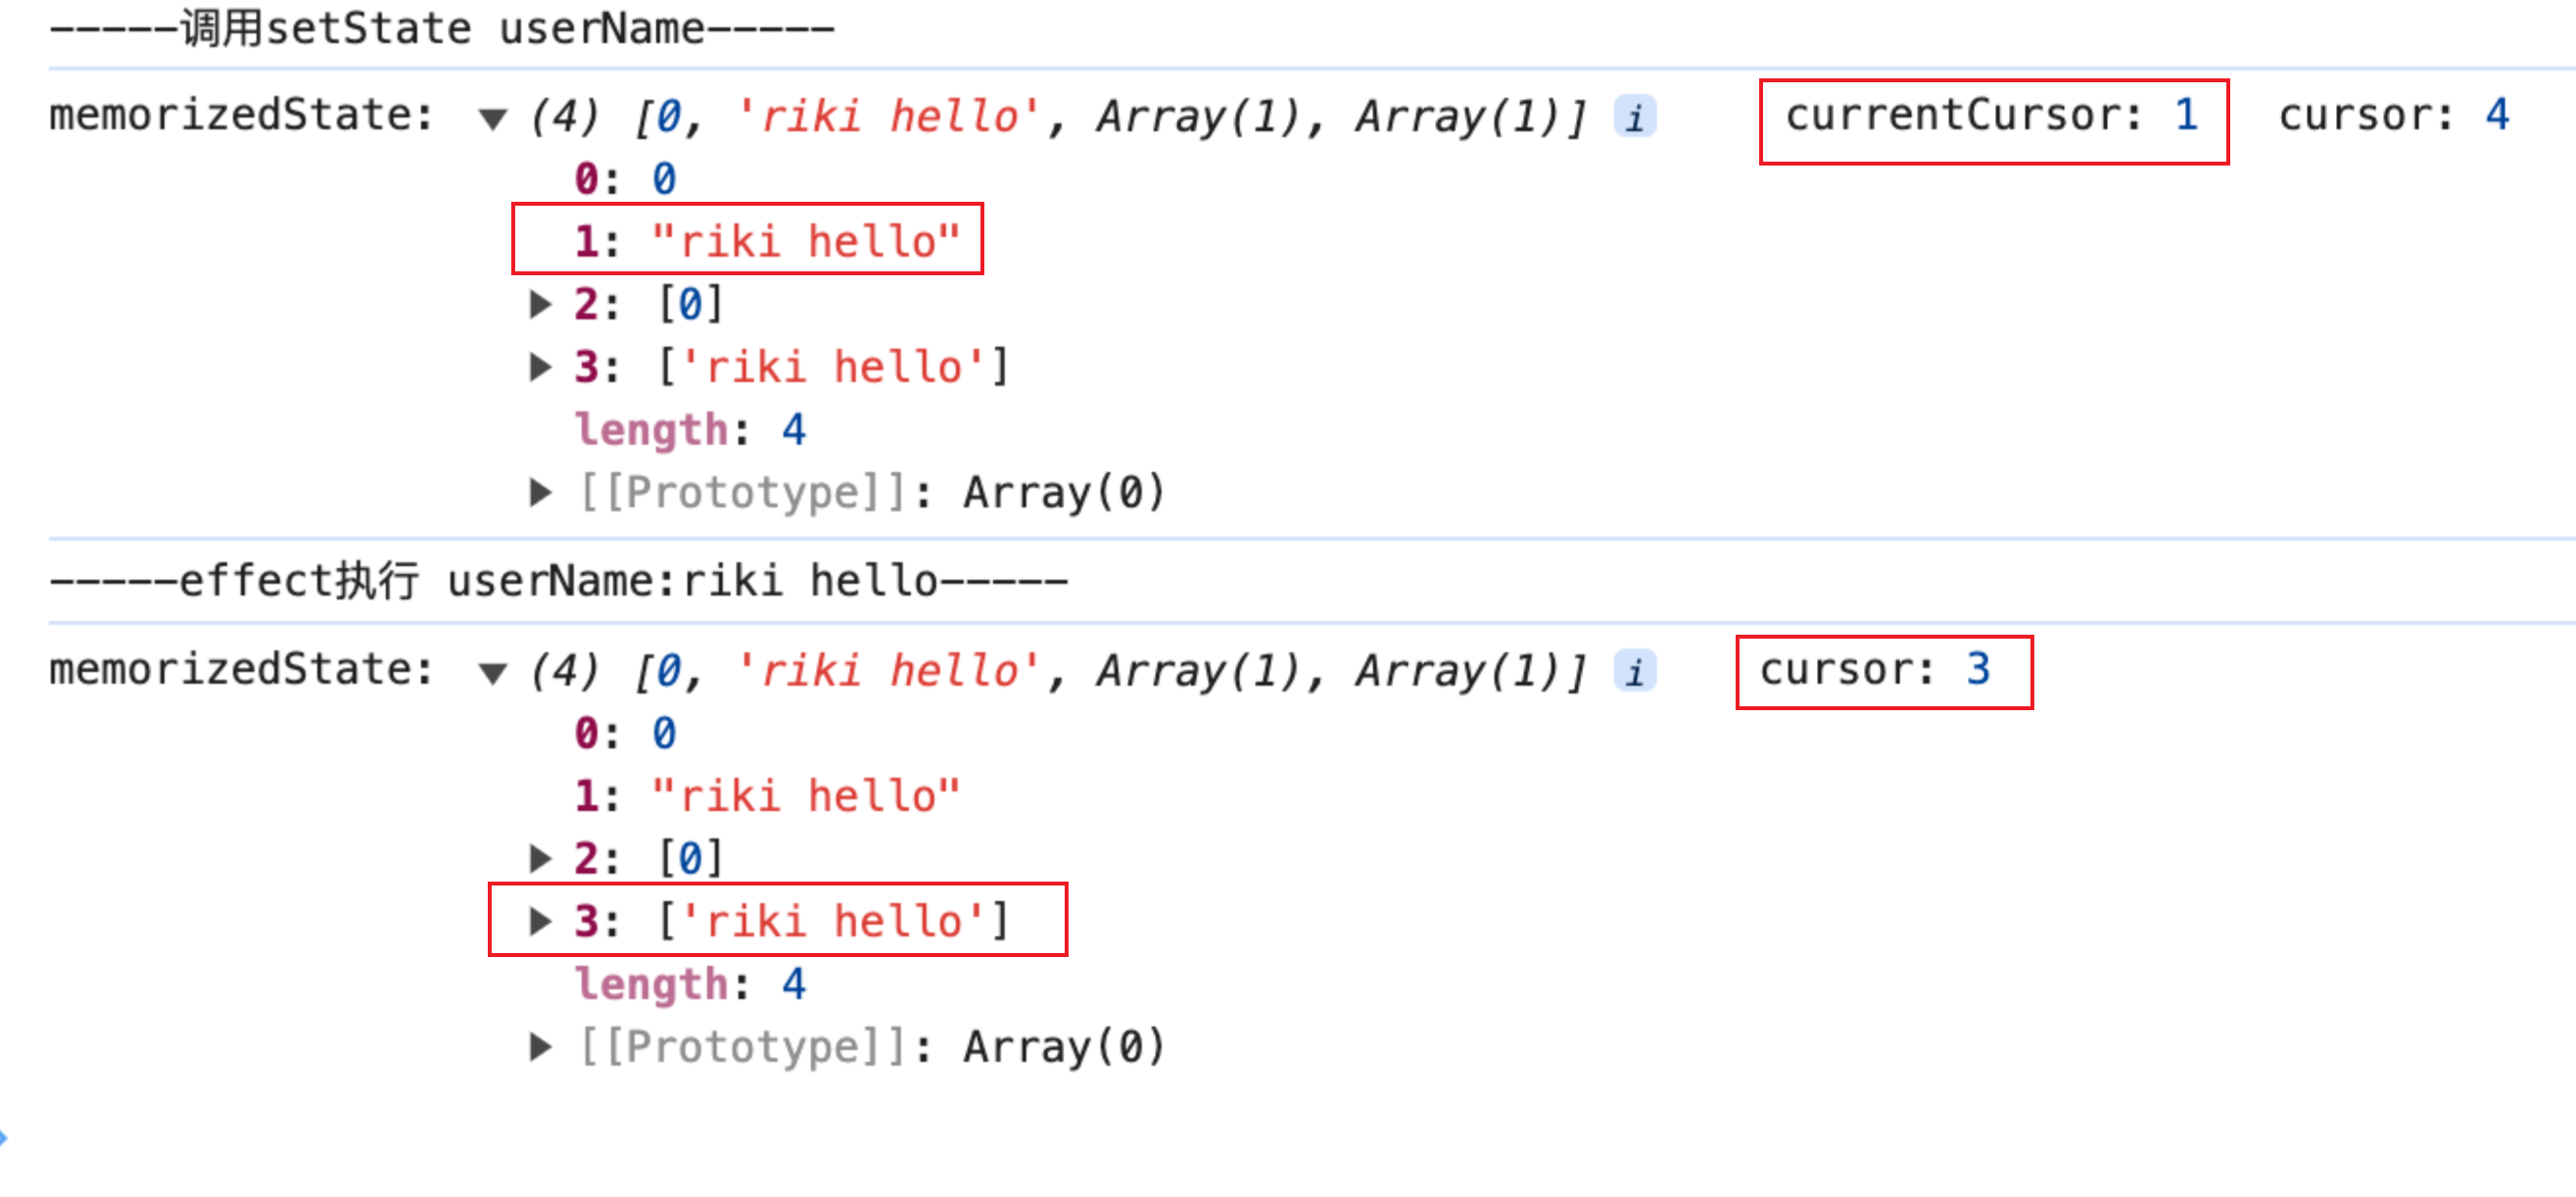 -----调用setState userName-----
memorizedState: ▼ (4) [0, 'riki hello', Array(1), Array(1)] i currentCursor: 1 cursor: 4
0: 0
1: "riki hello"
▶ 2: [0]
▶ 3: ['riki hello']
length: 4
▶ [[Prototype]]: Array(0)
-----effect执行 userName:riki hello-----
memorizedState: ▼ (4) [0, 'riki hello', Array(1), Array(1)] i cursor: 3
0: 0
1: "riki hello"
▶ 2: [0]
▶ 3: ['riki hello']
length: 4
▶ [[Prototype]]: Array(0)